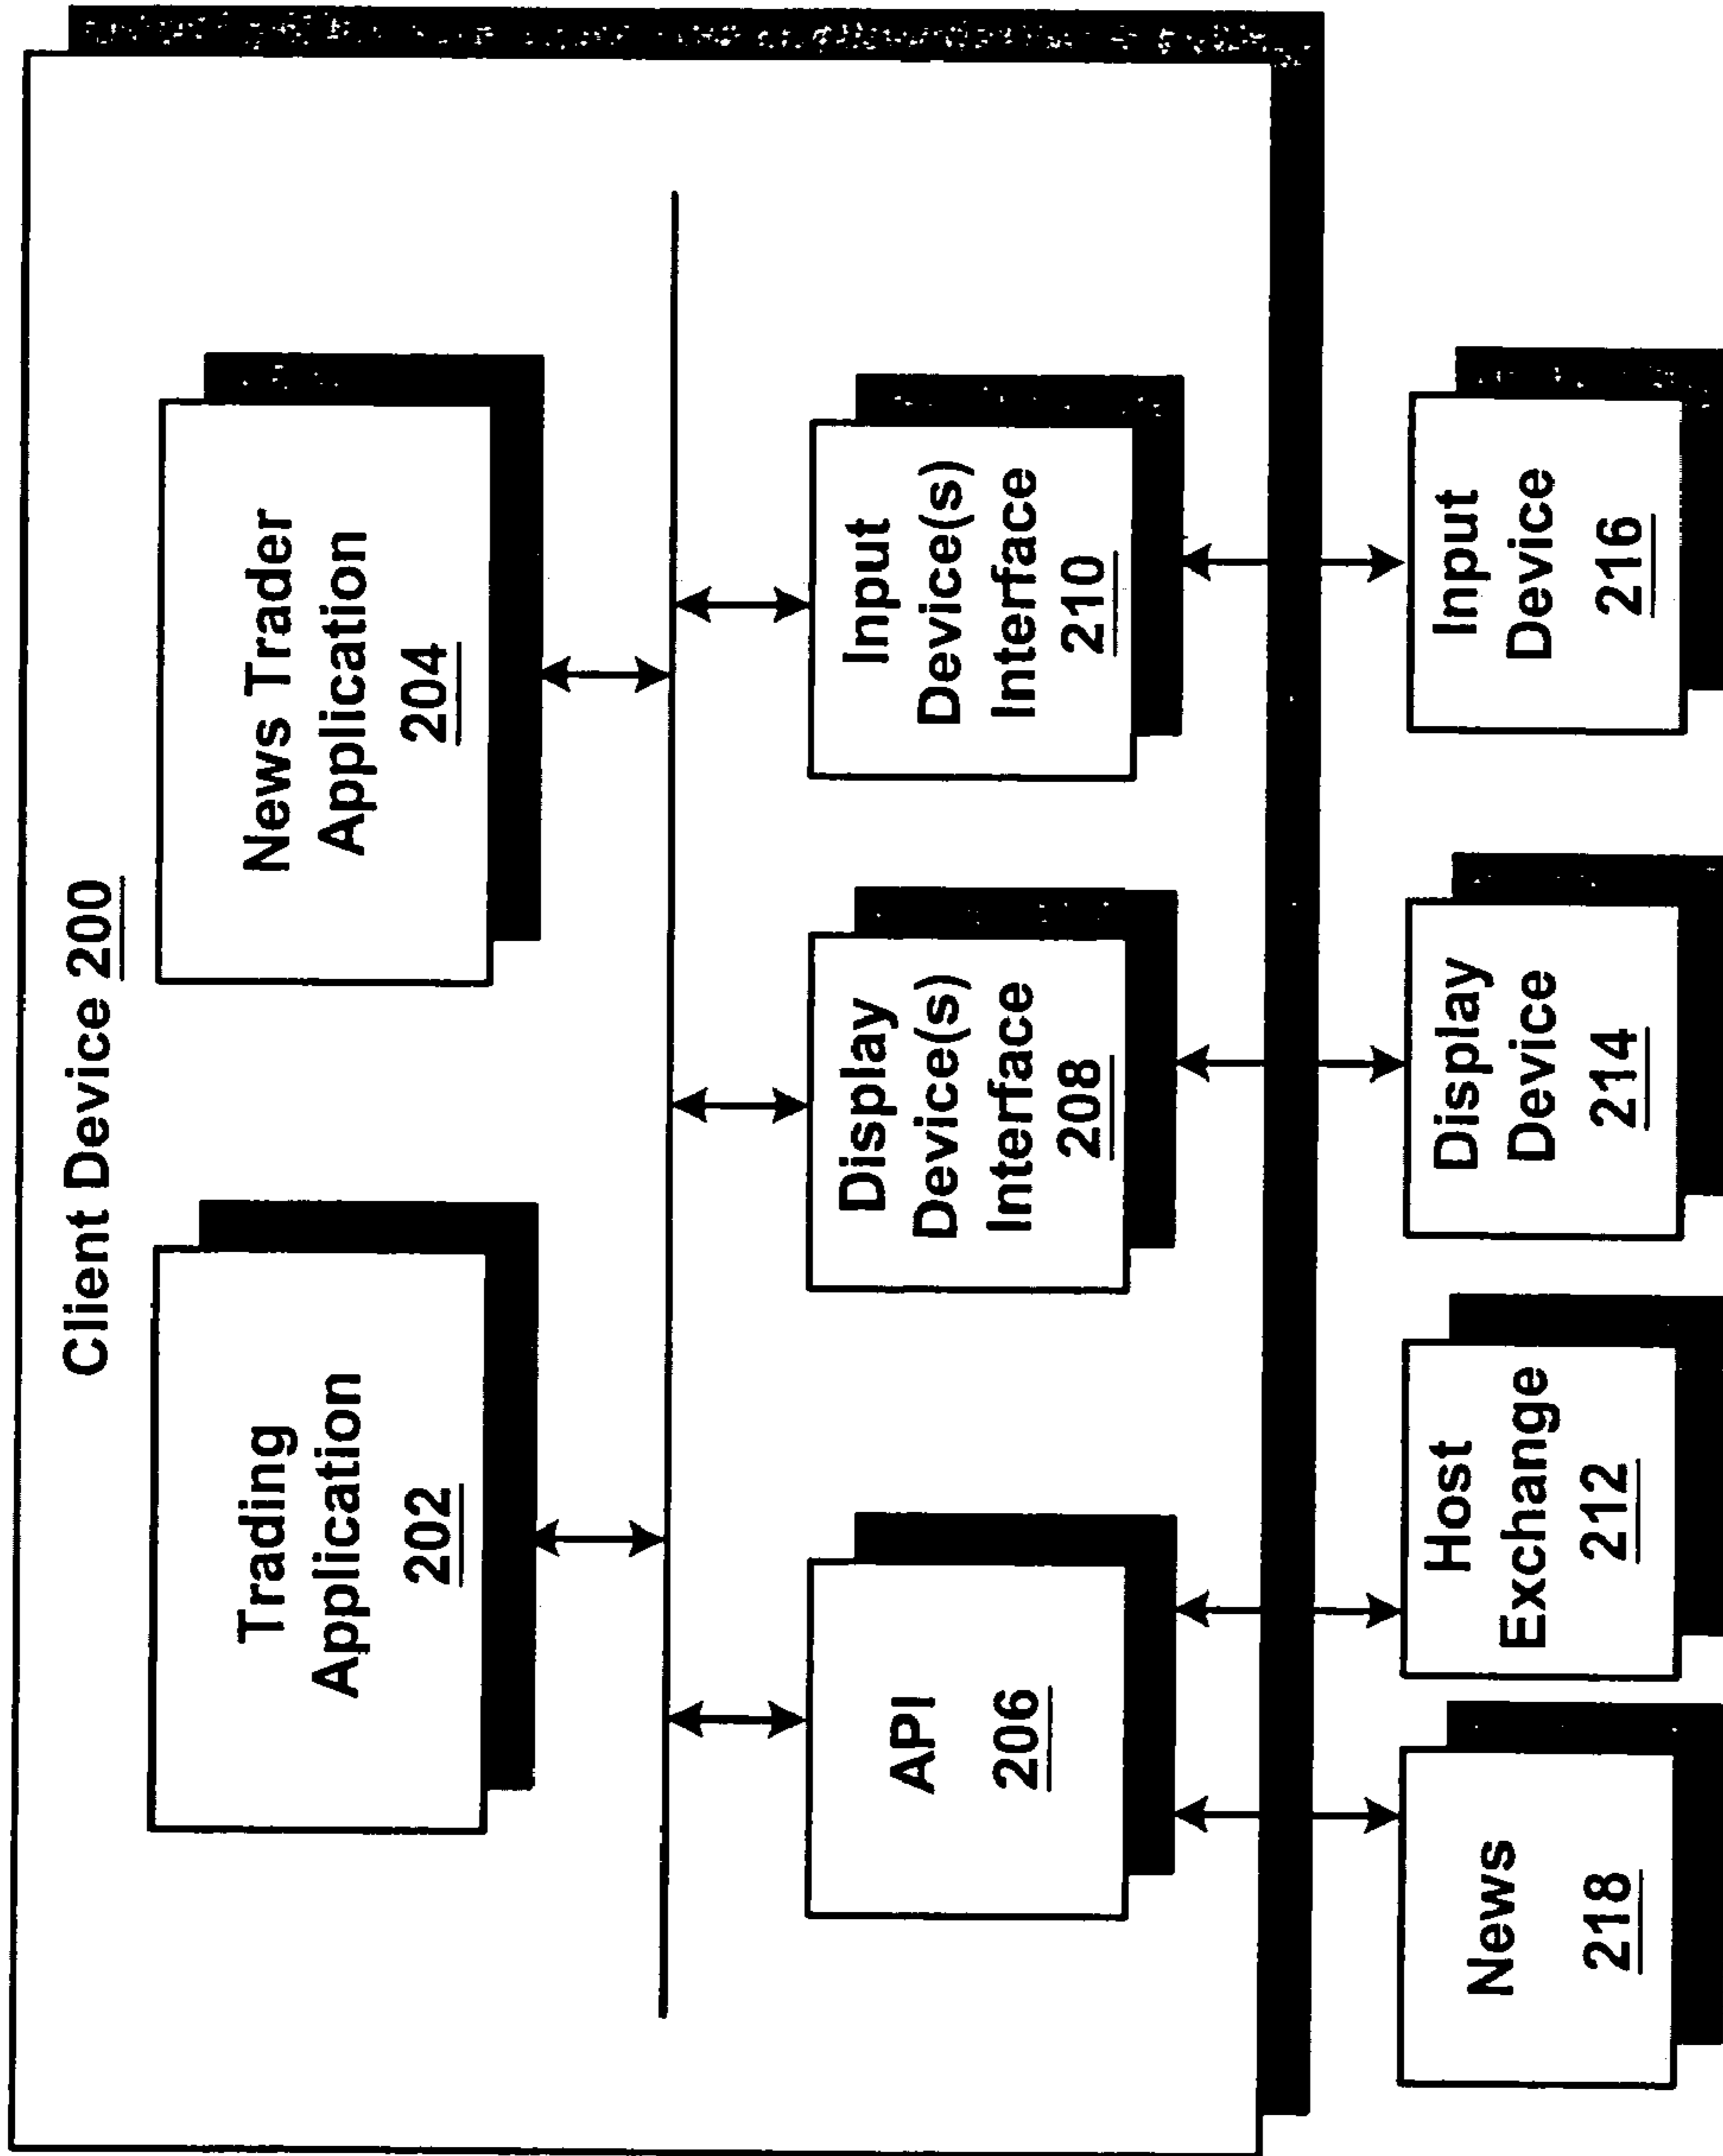 Client Device 200
Trading
Application
202
News Trader
Application
204
API
206
Display
Device(s)
Interface
208
Input
Device(s)
Interface
210
News
218
Host
Exchange
212
Display
Device
214
Input
Device
216